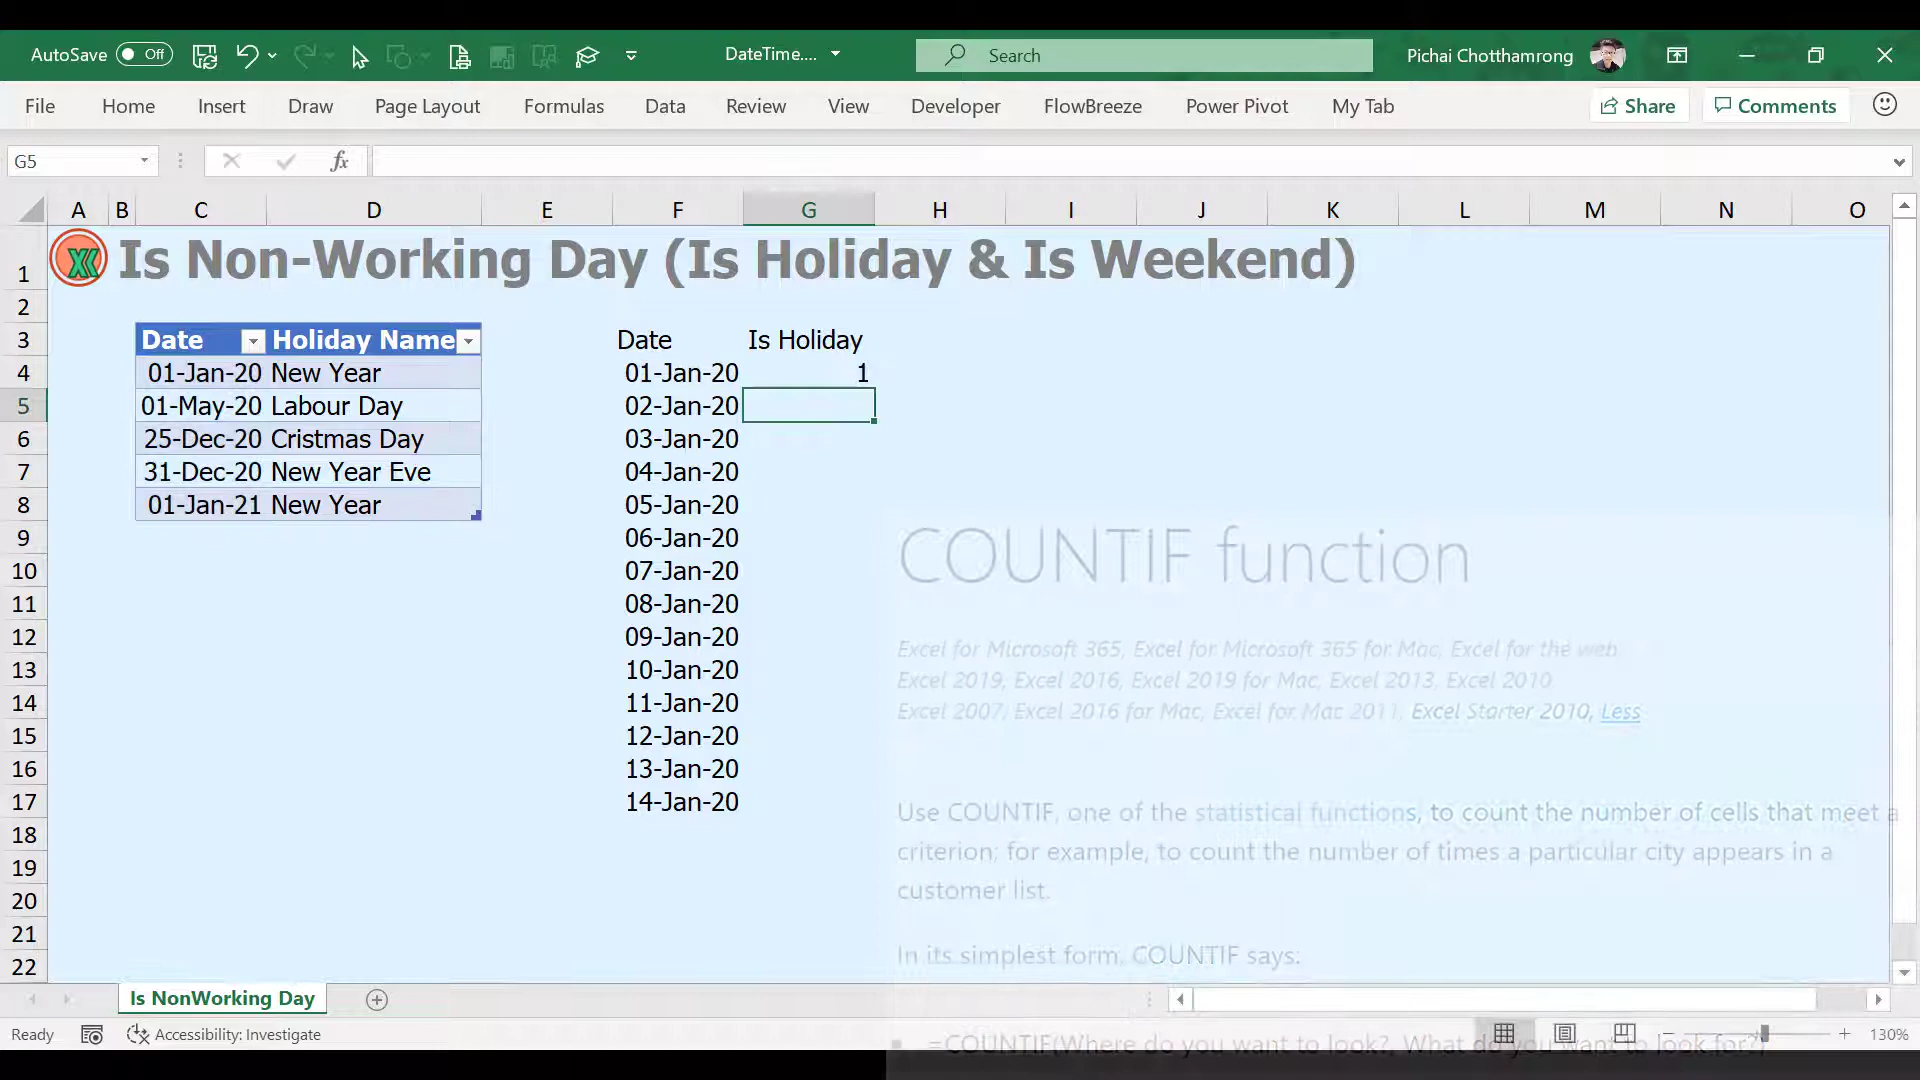 AutoSave Off DateTime.... Search Pichai Chotthamrong
File Home Insert Draw Page Layout Formulas Data Review View Developer FlowBreeze Power Pivot My Tab Share Comments
G5 fx
A B C D E F G H I J K L M N O
1 Is Non-Working Day (Is Holiday & Is Weekend)
2
3 Date Holiday Name Date Is Holiday
4 01-Jan-20 New Year 01-Jan-20 1
5 01-May-20 Labour Day 02-Jan-20
6 25-Dec-20 Cristmas Day 03-Jan-20
7 31-Dec-20 New Year Eve 04-Jan-20
8 01-Jan-21 New Year 05-Jan-20
9 06-Jan-20
10 07-Jan-20
11 08-Jan-20
12 09-Jan-20
13 10-Jan-20
14 11-Jan-20
15 12-Jan-20
16 13-Jan-20
17 14-Jan-20
18
19
20
21
22
COUNTIF function
Excel for Microsoft 365, Excel for Microsoft 365 for Mac, Excel for the web
Excel 2019, Excel 2016, Excel 2019 for Mac, Excel 2013, Excel 2010
Excel 2007, Excel 2016 for Mac, Excel for Mac 2011, Excel Starter 2010, Less
Use COUNTIF, one of the statistical functions, to count the number of cells that meet a
criterion; for example, to count the number of times a particular city appears in a
customer list.
In its simplest form, COUNTIF says:
=COUNTIF(Where do you want to look?, What do you want to look for?)
Is NonWorking Day
Ready Accessibility: Investigate 130%